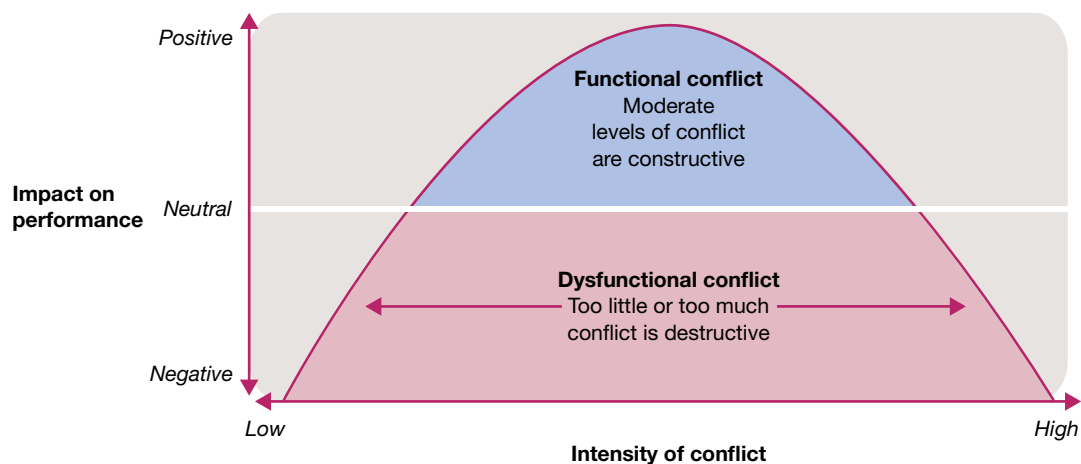 Positive
Functional conflict
Moderate
levels of conflict
are constructive
Impact on
performance
Neutral
Dysfunctional conflict
Too little or too much
conflict is destructive
Negative
Low
High
Intensity of conflict